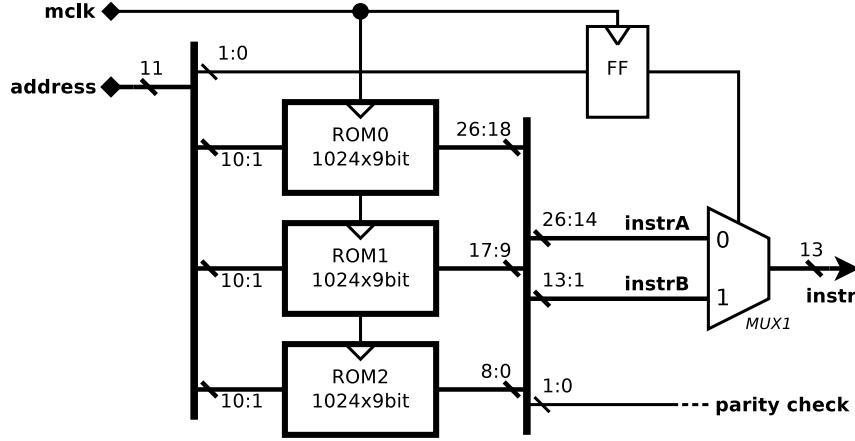 mclk
11
1:0
address
FF
ROM0
1024x9bit
10:1
26:18
ROM1
1024x9bit
10:1
17:9
26:14
instrA
0
13:1
instrB
1
MUX1
13
instr
ROM2
1024x9bit
10:1
8:0
1:0
parity check